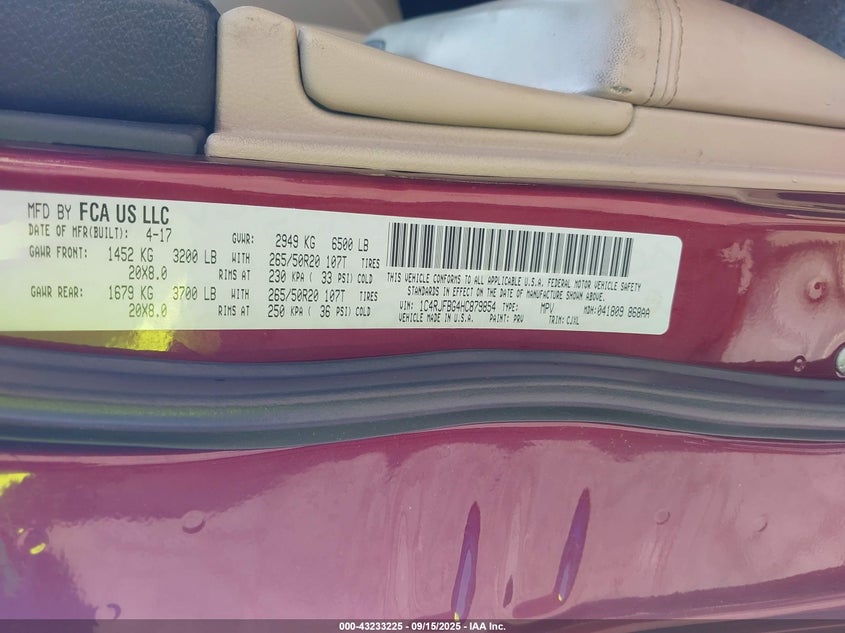 MFD BY FCA US LLC
DATE OF MFR(BUILT): 4-17 GVWR: 2949 KG 6500 LB
GAWR FRONT: 1452 KG 3200 LB WITH 265/50R20 107T TIRES
20X8.0 RIMS AT 230 KPA ( 33 PSI) COLD
GAWR REAR: 1679 KG 3700 LB WITH 265/50R20 107T TIRES
20X8.0 RIMS AT 250 KPA ( 36 PSI) COLD
THIS VEHICLE CONFORMS TO ALL APPLICABLE U.S.A. FEDERAL MOTOR VEHICLE SAFETY
STANDARDS IN EFFECT ON THE DATE OF MANUFACTURE SHOWN ABOVE.
VIN: 1C4RJFBG4HC879854 TYPE: MPV MDH: 041809 868AA
VEHICLE MADE IN U.S.A. PAINT: PRV TRIM: CJXL
000-43233225 - 09/15/2025 - IAA Inc.